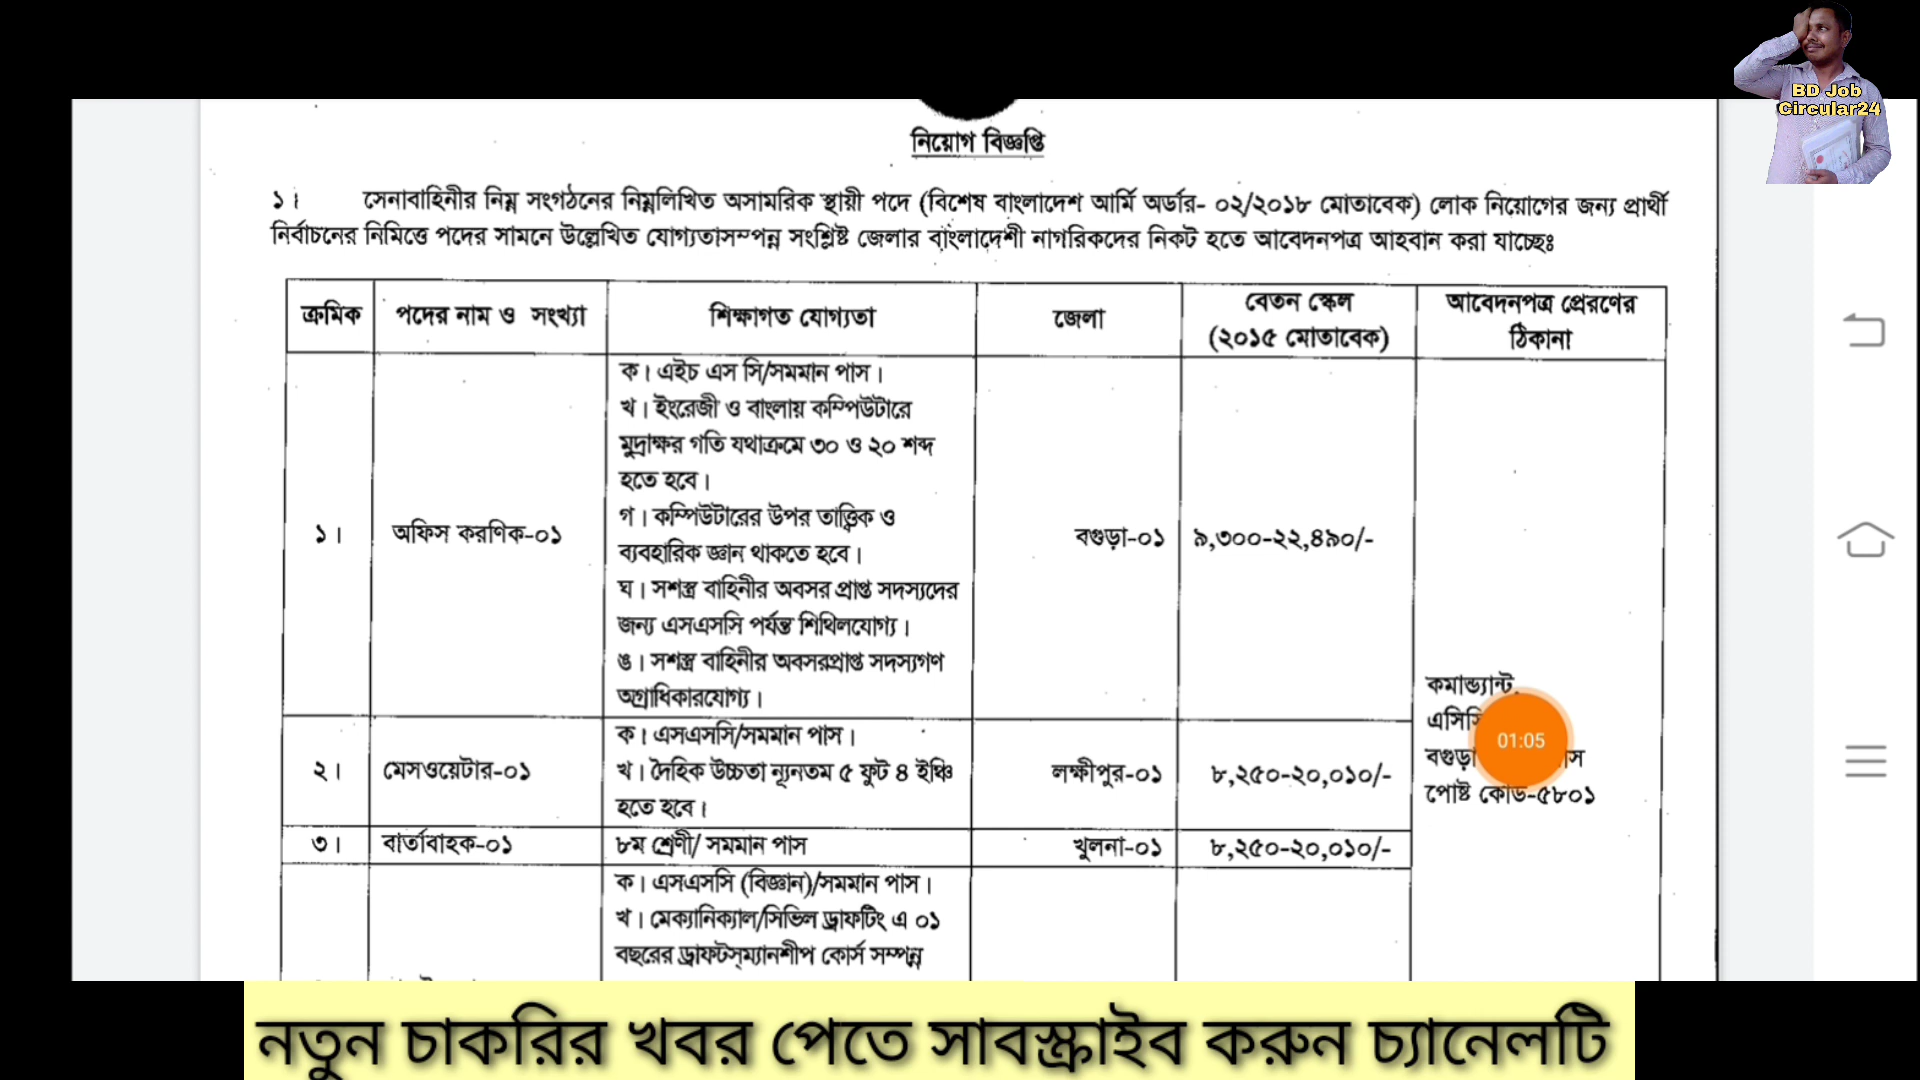 BD Job
Circular24
নিয়োগ বিজ্ঞপ্তি
১। সেনাবাহিনীর নিম্ন সংগঠনের নিম্নলিখিত অসামরিক স্থায়ী পদে (বিশেষ বাংলাদেশ আর্মি অর্ডার- ০২/২০১৮ মোতাবেক) লোক নিয়োগের জন্য প্রার্থী
নির্বাচনের নিমিত্তে পদের সামনে উল্লেখিত যোগ্যতাসম্পন্ন সংশ্লিষ্ট জেলার বাংলাদেশী নাগরিকদের নিকট হতে আবেদনপত্র আহবান করা যাচ্ছেঃ
ক্রমিক পদের নাম ও সংখ্যা শিক্ষাগত যোগ্যতা জেলা বেতন স্কেল
(২০১৫ মোতাবেক) আবেদনপত্র প্রেরণের
ঠিকানা
ক। এইচ এস সি/সমমান পাস।
খ। ইংরেজী ও বাংলায় কম্পিউটারে
মুদ্রাক্ষর গতি যথাক্রমে ৩০ ও ২০ শব্দ
হতে হবে।
গ। কম্পিউটারের উপর তাত্ত্বিক ও
১। অফিস করণিক-০১ বগুড়া-০১ ৯,৩০০-২২,৪৯০/-
ব্যবহারিক জ্ঞান থাকতে হবে।
ঘ। সশস্ত্র বাহিনীর অবসর প্রাপ্ত সদস্যদের
জন্য এসএসসি পর্যন্ত শিথিলযোগ্য।
ঙ। সশস্ত্র বাহিনীর অবসরপ্রাপ্ত সদস্যগণ
অগ্রাধিকারযোগ্য।
কমান্ড্যান্ট
বগুড়া
পোষ্ট কোড-৫৮০১
01:05
ক। এসএসসি/সমমান পাস।
২। মেসওয়েটার-০১ খ। দৈহিক উচ্চতা ন্যূনতম ৫ ফুট ৪ ইঞ্চি লক্ষীপুর-০১ ৮,২৫০-২০,০১০/-
হতে হবে।
৩। বার্তাবাহক-০১ ৮ম শ্রেণী/ সমমান পাস খুলনা-০১ ৮,২৫০-২০,০১০/-
ক। এসএসসি (বিজ্ঞান)/সমমান পাস।
খ। মেক্যানিক্যাল/সিভিল ড্রাফটিং এ ০১
বছরের ড্রাফটস্ম্যানশীপ কোর্স সম্পন্ন
নতুন চাকরির খবর পেতে সাবস্ক্রাইব করুন চ্যানেলটি